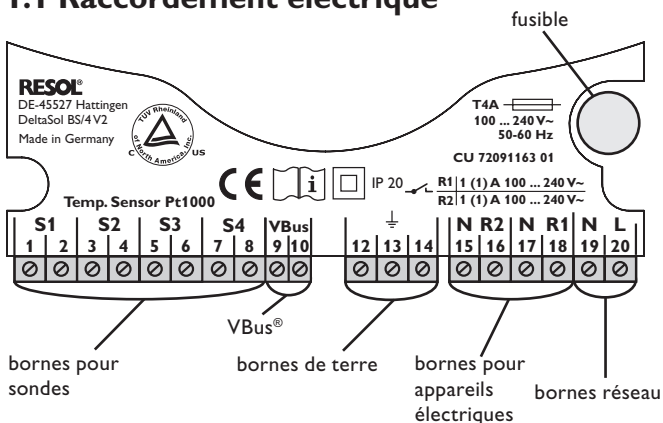 1.1 Raccordement électrique
fusible
RESOL®
DE-45527 Hattingen
DeltaSol BS/4 V2
Made in Germany
TÜV Rheinland
of North America, Inc.
C US
T4A
100 ... 240 V~
50-60 Hz
CU 72091163 01
CE i IP 20
R1 1 (1) A 100 ... 240 V~
R2 1 (1) A 100 ... 240 V~
Temp. Sensor Pt1000
S1 S2 S3 S4 VBus N R2 N R1 N L
1 2 3 4 5 6 7 8 9 10 12 13 14 15 16 17 18 19 20
VBus®
bornes pour
sondes
bornes de terre
bornes pour
appareils
électriques
bornes réseau